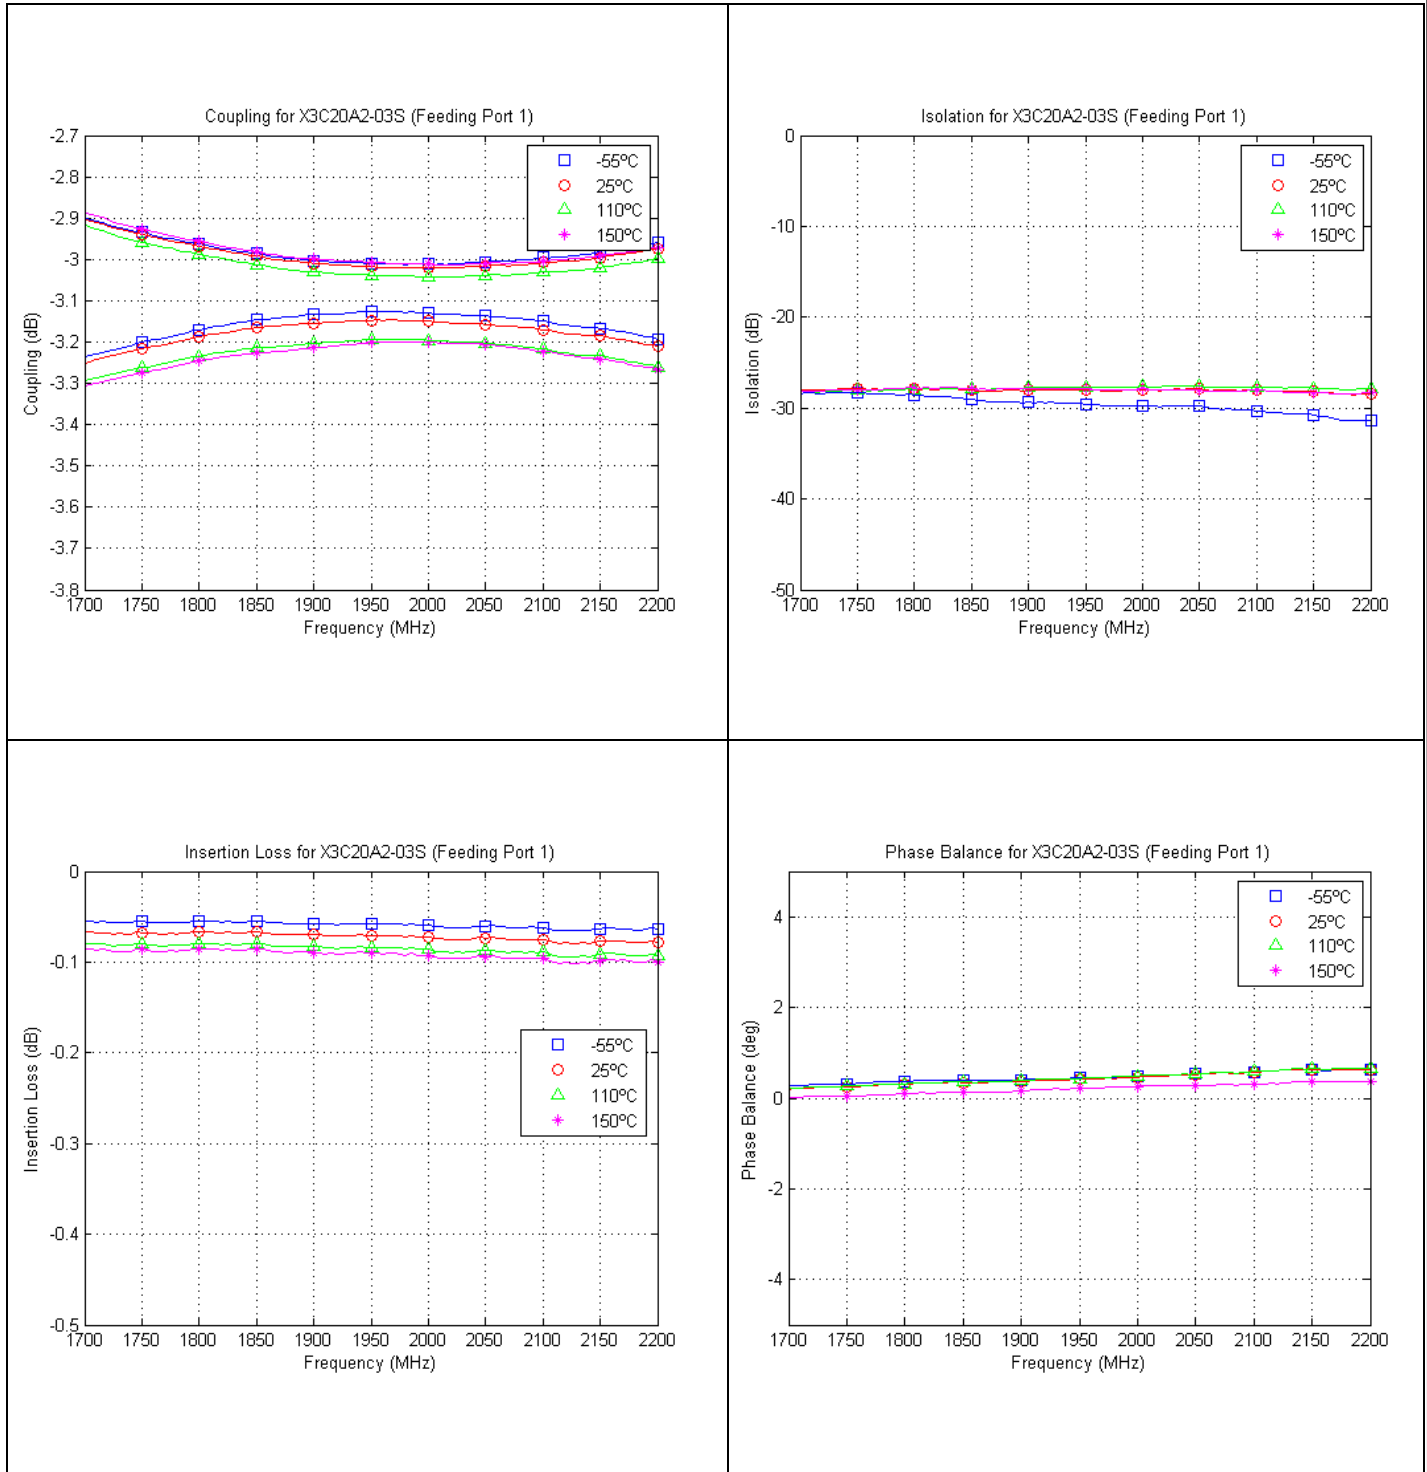 Coupling for X3C20A2-03S (Feeding Port 1)
-2.7
-2.8
-2.9
-3
-3.1
-3.2
-3.3
-3.4
-3.5
-3.6
-3.7
-3.8
Coupling (dB)
-55ºC
25ºC
110ºC
150ºC
1700 1750 1800 1850 1900 1950 2000 2050 2100 2150 2200
Frequency (MHz)
Isolation for X3C20A2-03S (Feeding Port 1)
0
-10
-20
-30
-40
-50
Isolation (dB)
-55ºC
25ºC
110ºC
150ºC
1700 1750 1800 1850 1900 1950 2000 2050 2100 2150 2200
Frequency (MHz)
Insertion Loss for X3C20A2-03S (Feeding Port 1)
0
-0.1
-0.2
-0.3
-0.4
-0.5
Insertion Loss (dB)
-55ºC
25ºC
110ºC
150ºC
1700 1750 1800 1850 1900 1950 2000 2050 2100 2150 2200
Frequency (MHz)
Phase Balance for X3C20A2-03S (Feeding Port 1)
4
2
0
-2
-4
Phase Balance (deg)
-55ºC
25ºC
110ºC
150ºC
1700 1750 1800 1850 1900 1950 2000 2050 2100 2150 2200
Frequency (MHz)